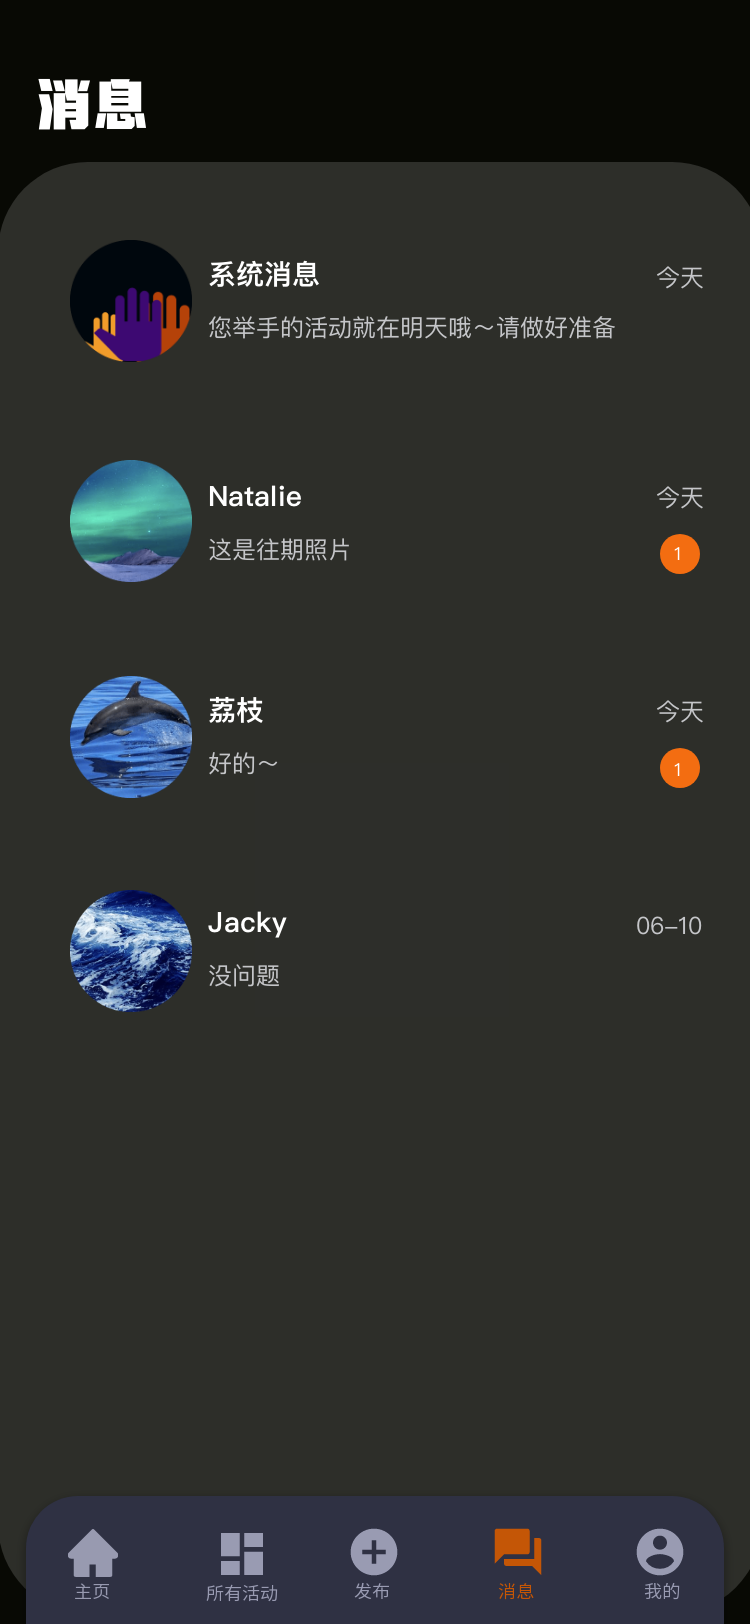 消息
系统消息
今天
您举手的活动就在明天哦～请做好准备
Natalie
今天
这是往期照片
1
荔枝
今天
好的～
1
Jacky
06–10
没问题
主页
所有活动
发布
消息
我的